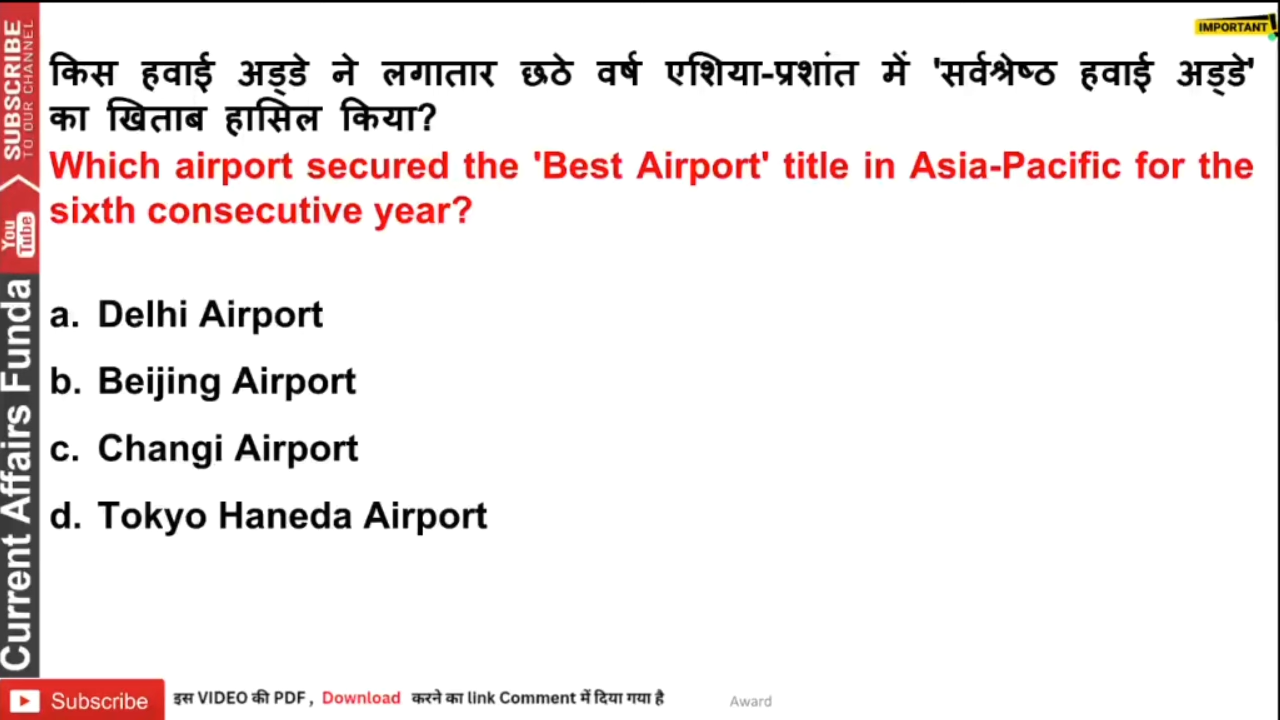 IMPORTANT!
किस हवाई अड्डे ने लगातार छठे वर्ष एशिया-प्रशांत में 'सर्वश्रेष्ठ हवाई अड्डे'
का खिताब हासिल किया?
Which airport secured the 'Best Airport' title in Asia-Pacific for the
sixth consecutive year?
a. Delhi Airport
b. Beijing Airport
c. Changi Airport
d. Tokyo Haneda Airport
SUBSCRIBE
TO OUR CHANNEL
You
Tube
Current Affairs Funda
Subscribe
इस VIDEO की PDF , Download करने का link Comment में दिया गया है
Award